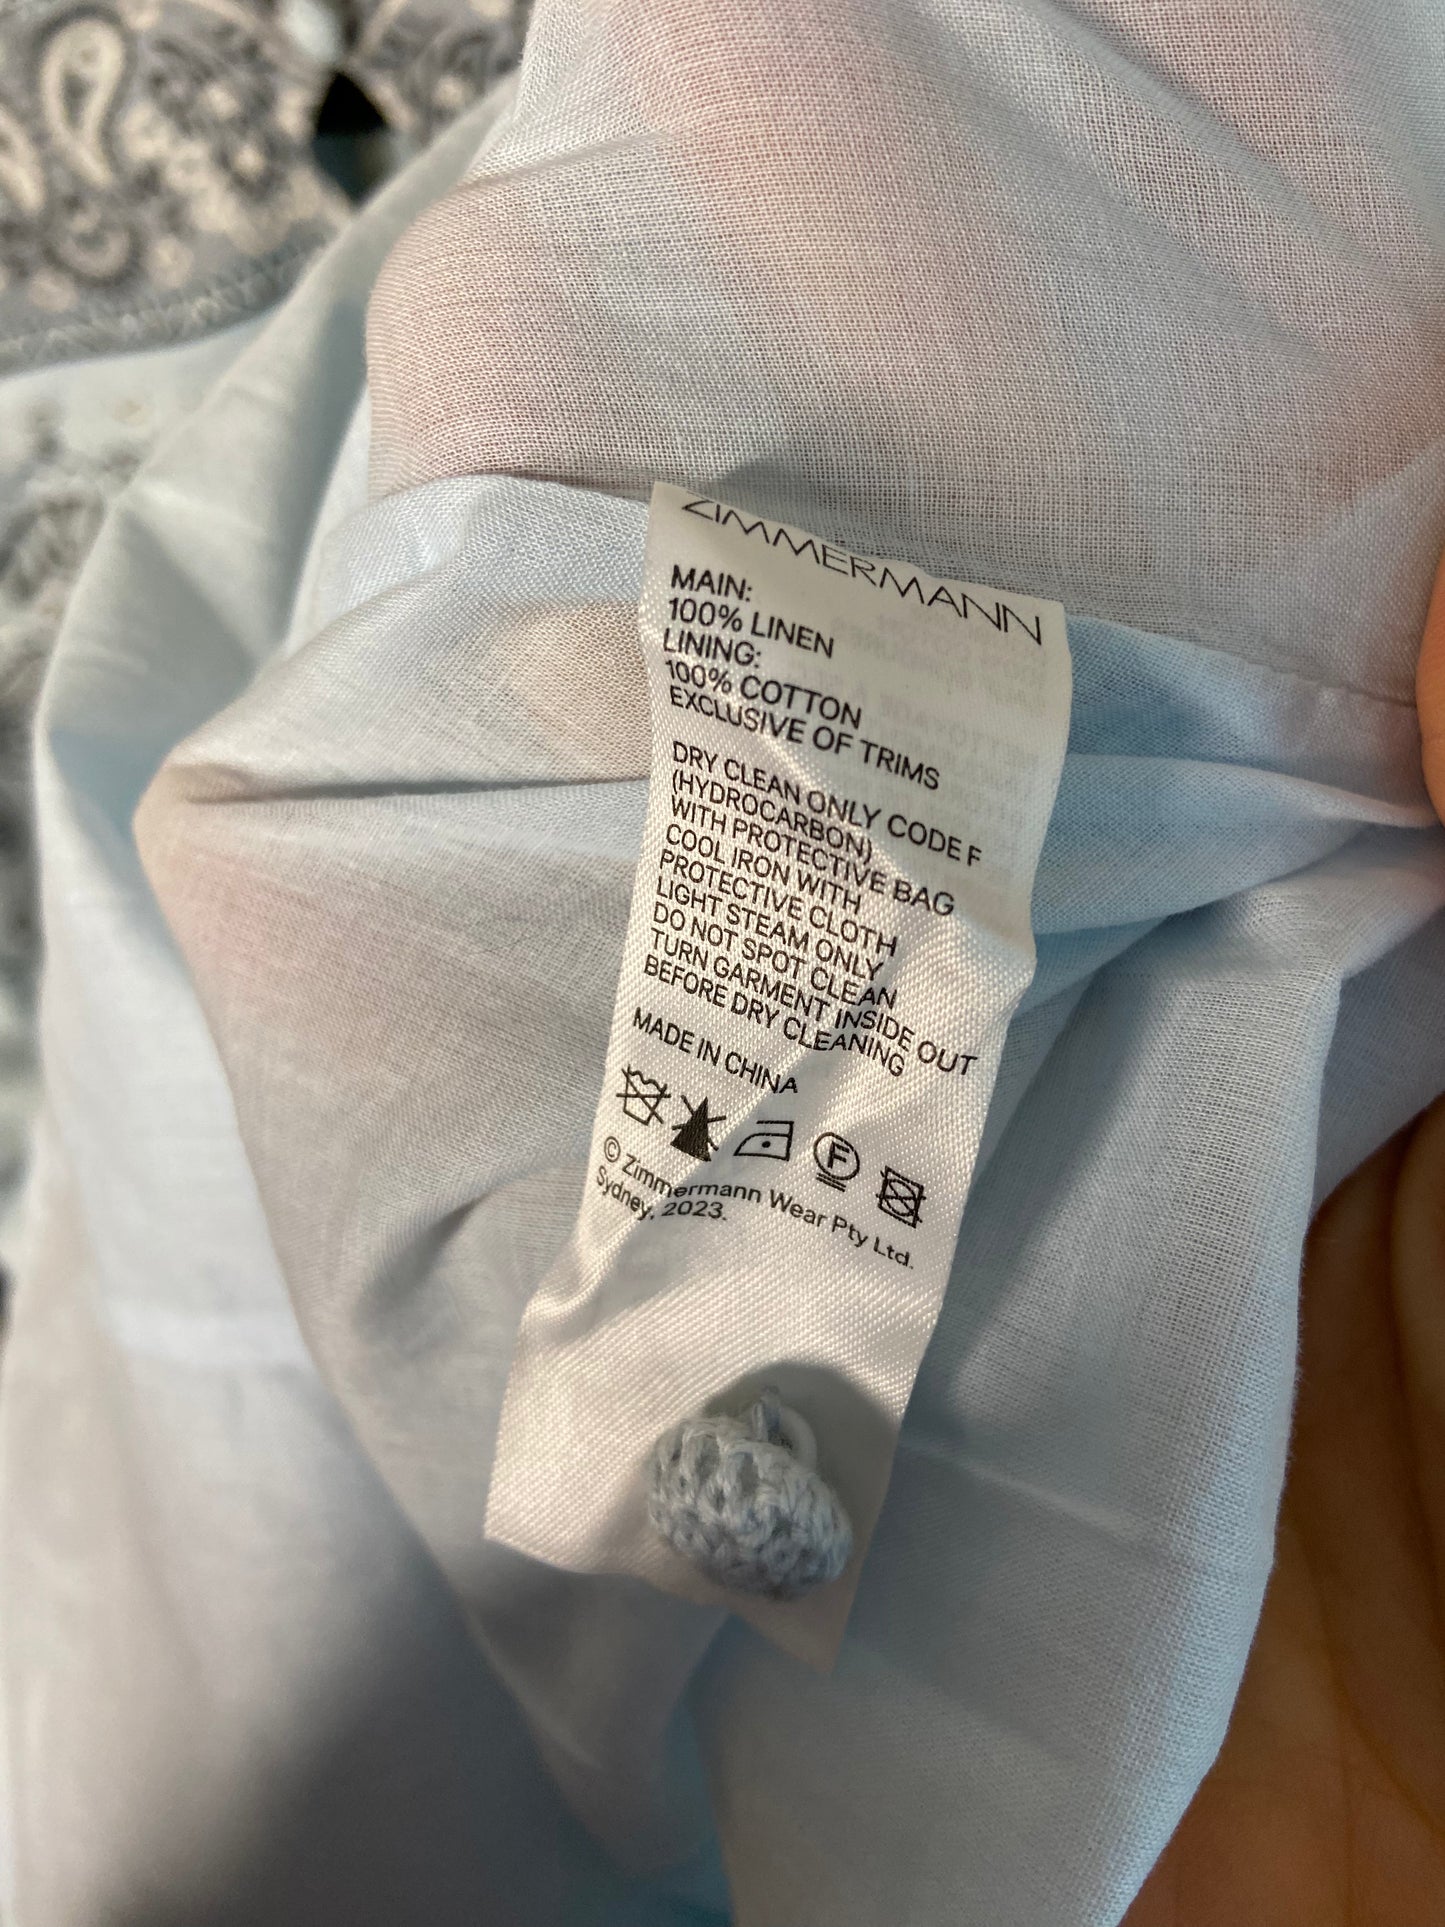 ZIMMERMANN
MAIN:
100% LINEN
LINING:
100% COTTON
EXCLUSIVE OF TRIMS
DRY CLEAN ONLY CODE F
(HYDROCARBON)
WITH PROTECTIVE BAG
COOL IRON WITH
PROTECTIVE CLOTH
LIGHT STEAM ONLY
DO NOT SPOT CLEAN
TURN GARMENT INSIDE OUT
BEFORE DRY CLEANING
MADE IN CHINA
F
© Zimmermann Wear Pty Ltd.
Sydney, 2023.